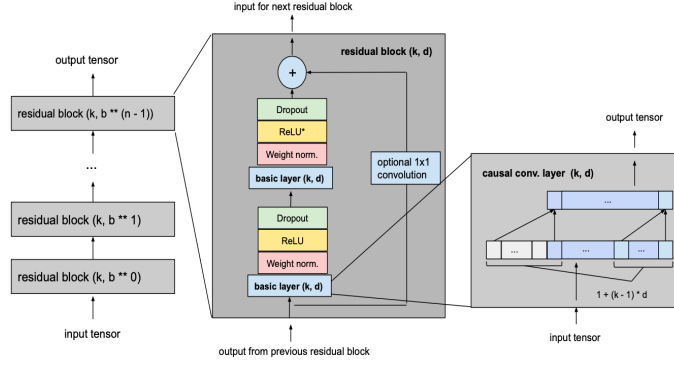 output tensor
residual block (k, b ** (n - 1))
...
residual block (k, b ** 1)
residual block (k, b ** 0)
input tensor
input for next residual block
residual block (k, d)
+
Dropout
ReLU*
Weight norm.
basic layer (k, d)
optional 1x1
convolution
Dropout
ReLU
Weight norm.
basic layer (k, d)
output from previous residual block
output tensor
causal conv. layer (k, d)
...
... ... ...
1 + (k - 1) * d
input tensor